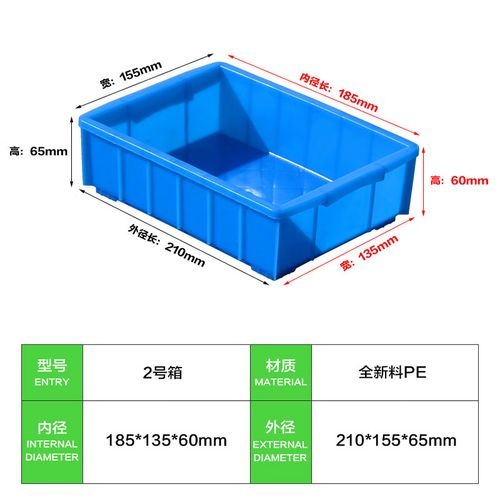 宽：155mm
内径长：185mm
高：65mm
高：60mm
外径长：210mm
宽：135mm
型号
ENTRY
2号箱
材质
MATERIAL
全新料PE
内径
INTERNAL
DIAMETER
185*135*60mm
外径
EXTERNAL
DIAMETER
210*155*65mm